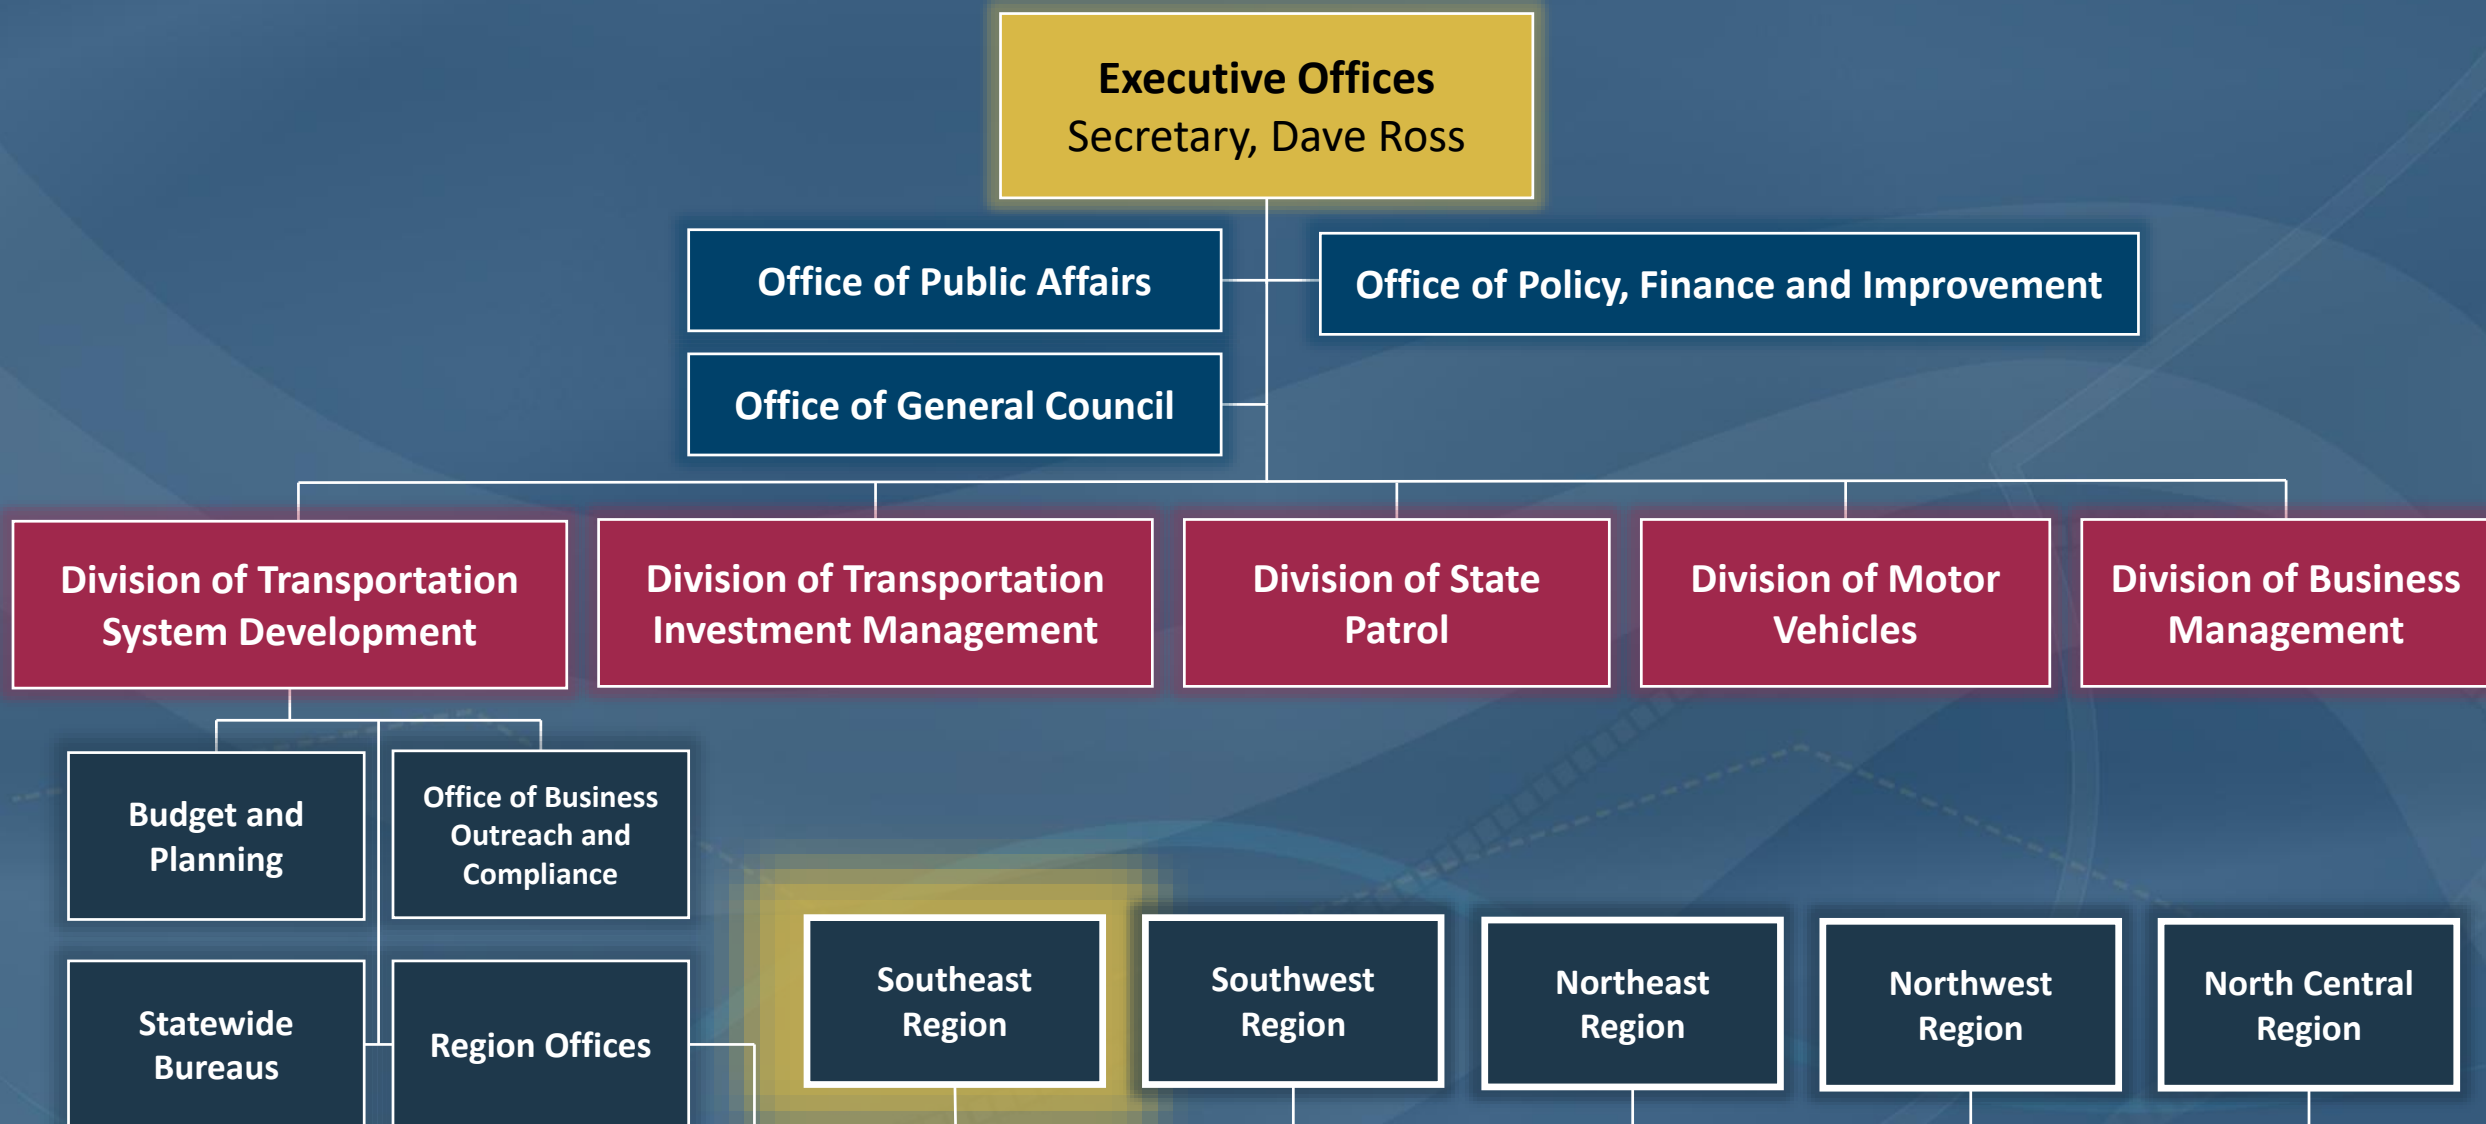 Executive Offices
Secretary, Dave Ross
Office of Public Affairs
Office of Policy, Finance and Improvement
Office of General Council
Division of Transportation
System Development
Division of Transportation
Investment Management
Division of State
Patrol
Division of Motor
Vehicles
Division of Business
Management
Budget and
Planning
Office of Business
Outreach and
Compliance
Statewide
Bureaus
Region Offices
Southeast
Region
Southwest
Region
Northeast
Region
Northwest
Region
North Central
Region